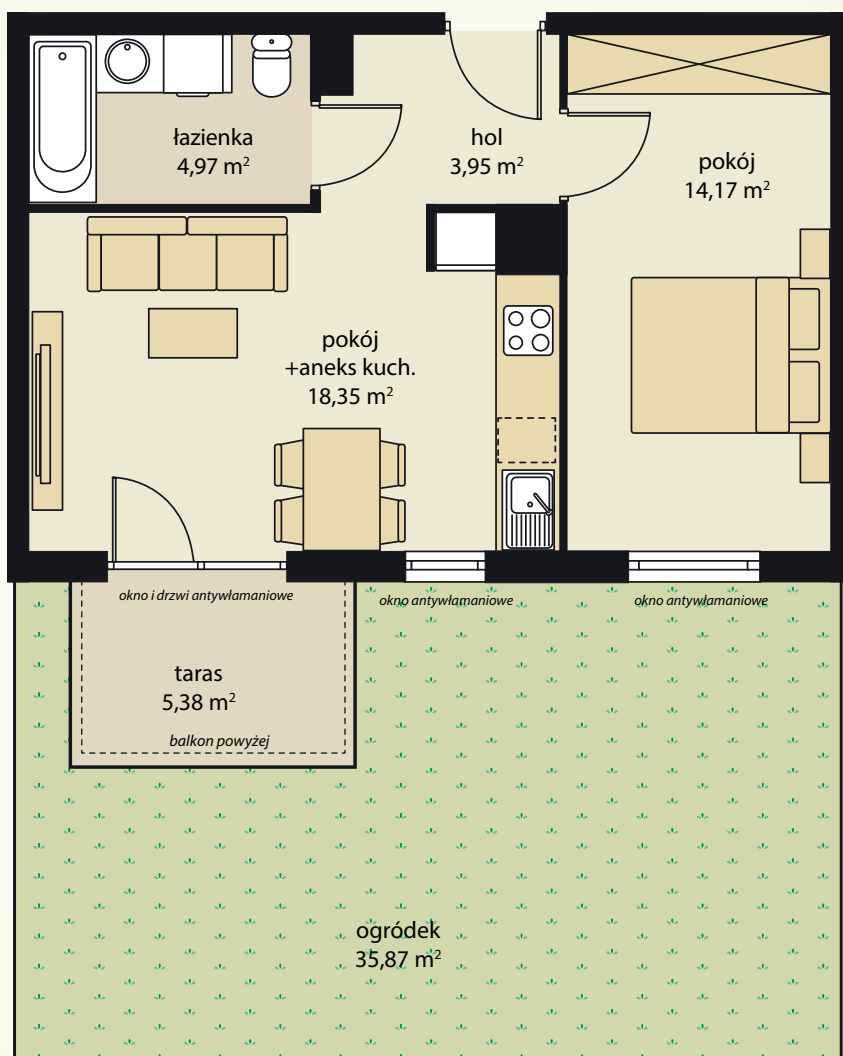 łazienka
4,97 m²
hol
3,95 m²
pokój
14,17 m²
pokój
+aneks kuch.
18,35 m²
okno i drzwi antywłamaniowe
okno antywłamaniowe
okno antywłamaniowe
taras
5,38 m²
balkon powyżej
ogródek
35,87 m²